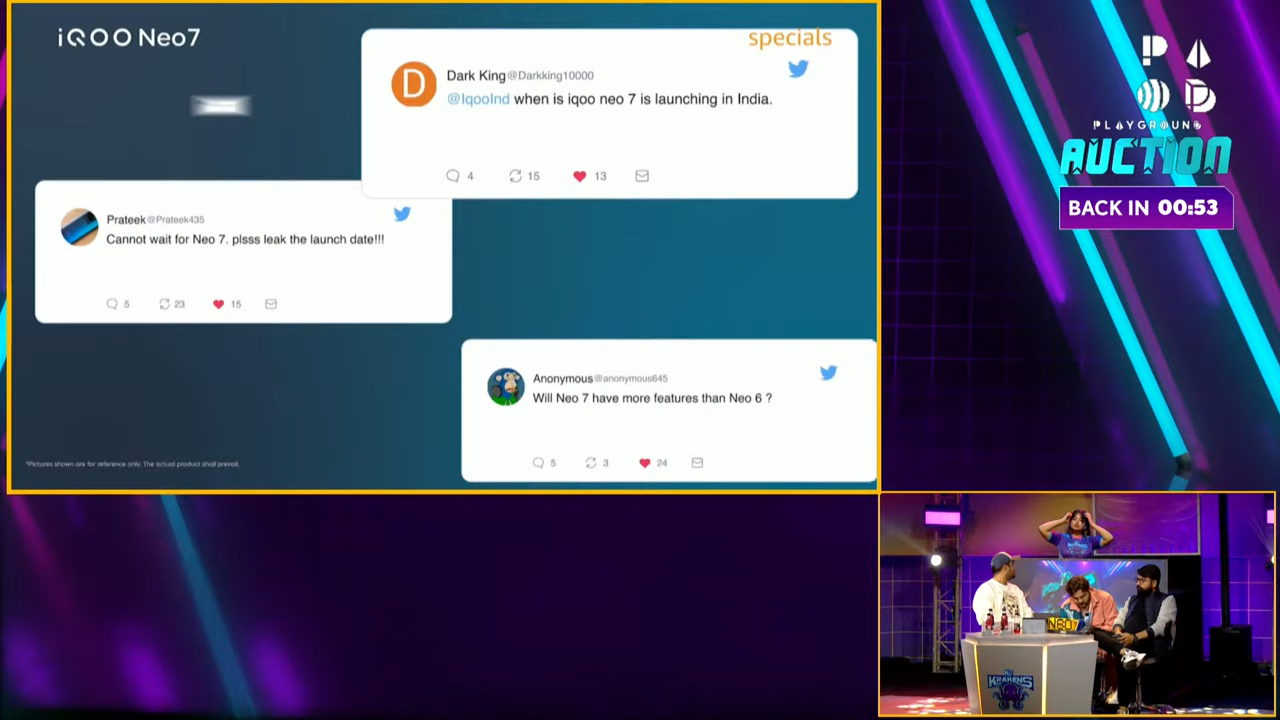 iQOO Neo7
specials
Dark King @Darkking10000
@IqooInd when is iqoo neo 7 is launching in India.
4 15 13
Prateek @Prateek435
Cannot wait for Neo 7. plsss leak the launch date!!!
5 23 15
Anonymous @anonymous645
Will Neo 7 have more features than Neo 6 ?
5 3 24
*Pictures shown are for reference only. The actual product shall prevail.
PLAYGROUND
AUCTION
BACK IN 00:53
NEO7
KRAKENS